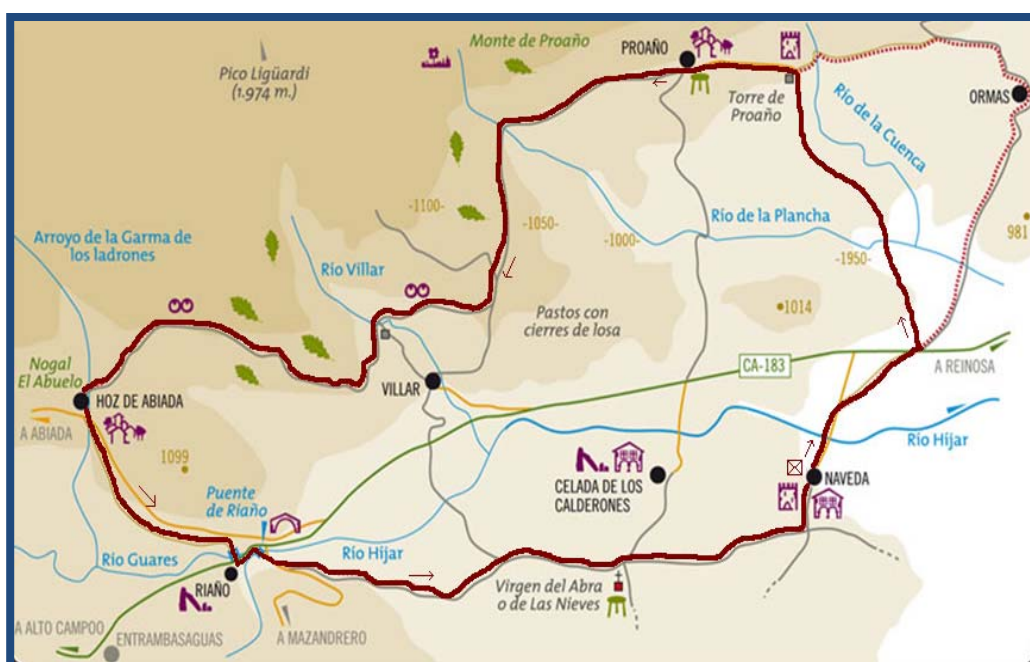 Monte de Proaño
PROAÑO
Pico Ligüardi
(1.974 m.)
Torre de
Proaño
ORMAS
Río de la Cuenca
-1100-
-1050-
-1000-
Río de la Plancha
981
Arroyo de la Garma de
los ladrones
Río Villar
-1950-
Pastos con
cierres de losa
1014
Nogal
El Abuelo
HOZ DE ABIADA
VILLAR
CA-183
A REINOSA
A ABIADA
Río Híjar
1099
CELADA DE LOS
CALDERONES
NAVEDA
Puente
de Riaño
Río Guares
Río Híjar
RIAÑO
Virgen del Abra
o de Las Nieves
A ALTO CAMPOO
ENTRAMBASAGUAS
A MAZANDRERO